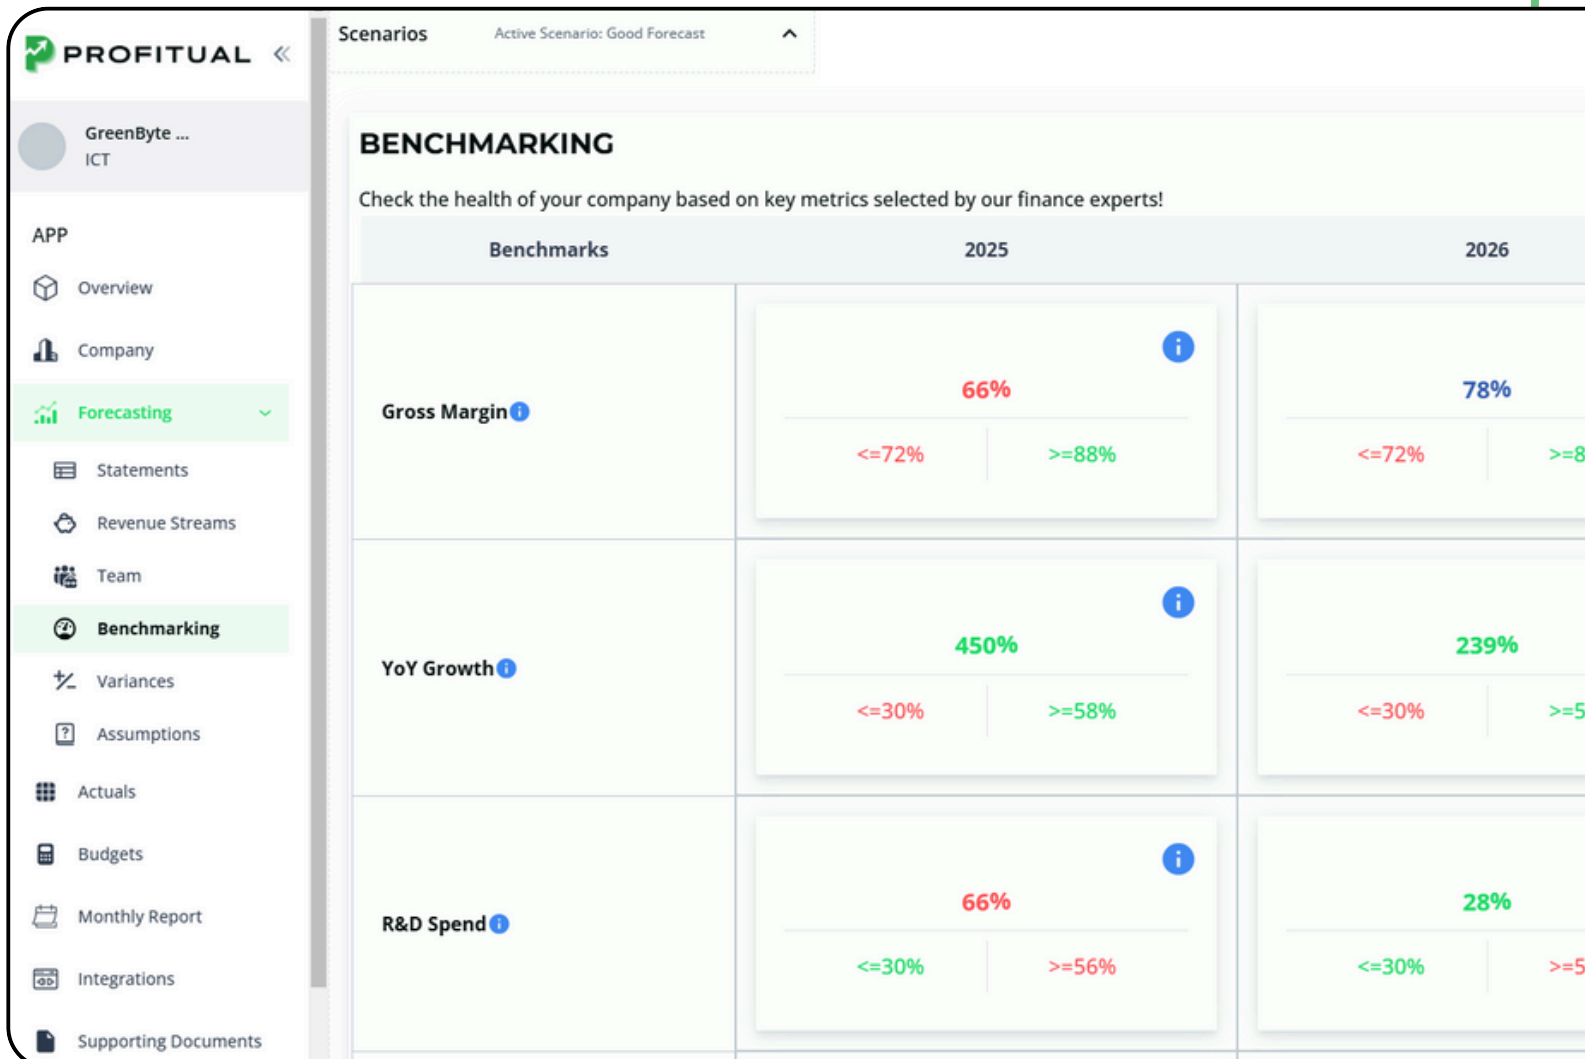 PROFITUAL
GreenByte ...
ICT
APP
Overview
Company
Forecasting
Statements
Revenue Streams
Team
Benchmarking
Variances
Assumptions
Actuals
Budgets
Monthly Report
Integrations
Supporting Documents
Scenarios Active Scenario: Good Forecast
BENCHMARKING
Check the health of your company based on key metrics selected by our finance experts!
Benchmarks 2025 2026
Gross Margin
66%
<=72% >=88%
78%
<=72% >=8
YoY Growth
450%
<=30% >=58%
239%
<=30% >=5
R&D Spend
66%
<=30% >=56%
28%
<=30% >=5